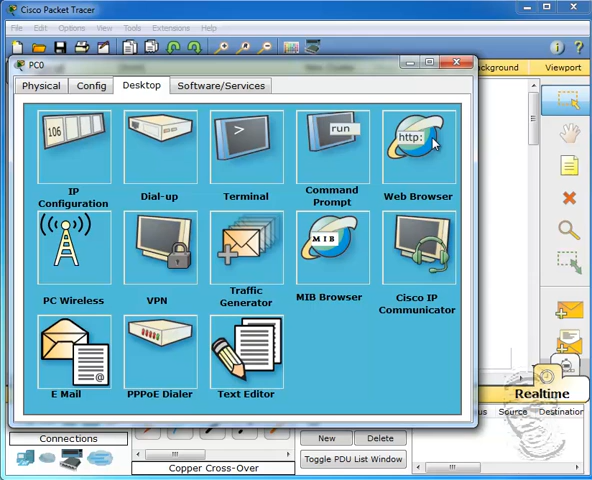 Cisco Packet Tracer
File Edit Options View Tools Extensions Help
PC0
Viewport
Physical Config Desktop Software/Services
106
>
run
http:
IP Configuration
Dial-up
Terminal
Command Prompt
Web Browser
MIB
PC Wireless
VPN
Traffic Generator
MIB Browser
Cisco IP Communicator
@
E Mail
PPPoE Dialer
Text Editor
Realtime
Source Destination
Connections
New Delete
Toggle PDU List Window
Copper Cross-Over